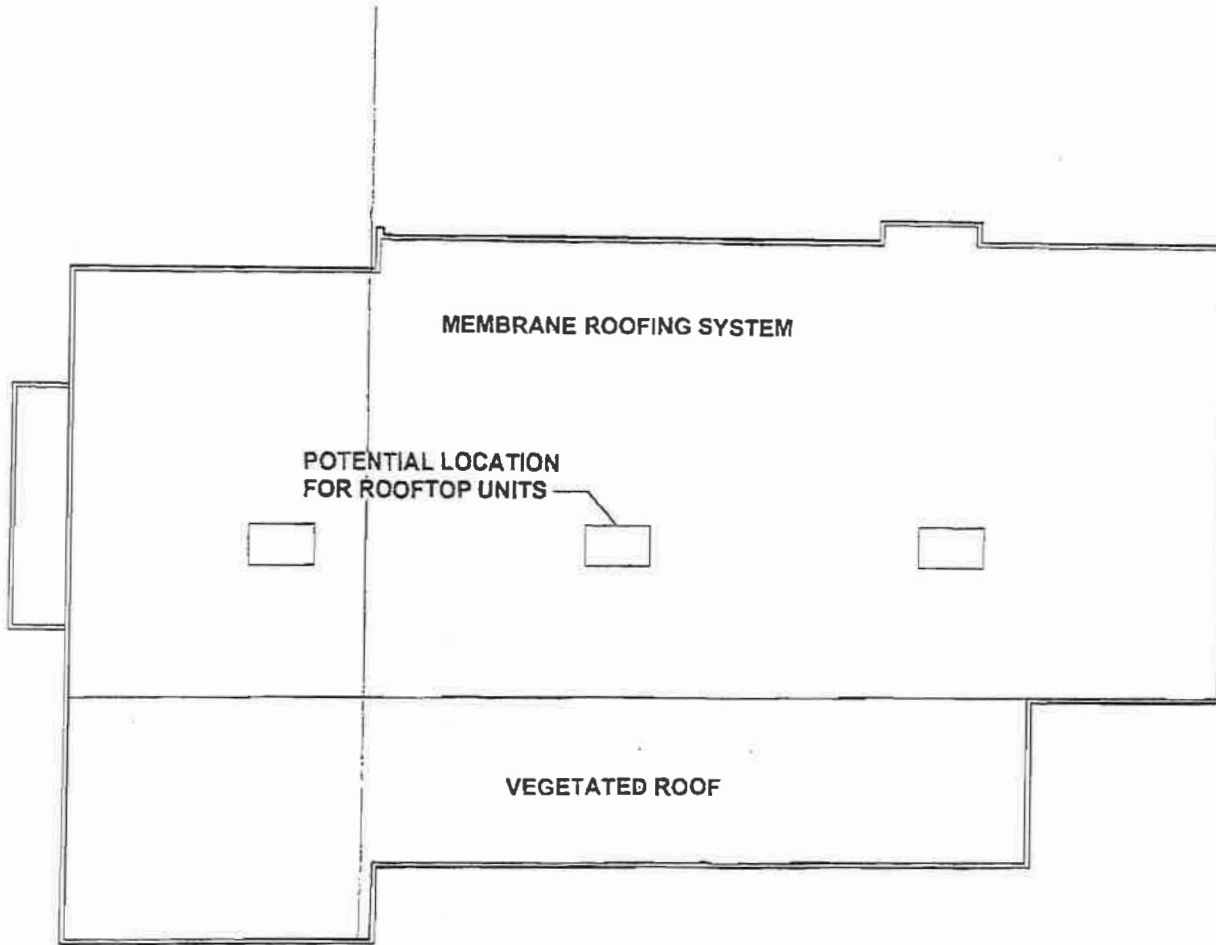 MEMBRANE ROOFING SYSTEM
POTENTIAL LOCATION
FOR ROOFTOP UNITS
VEGETATED ROOF